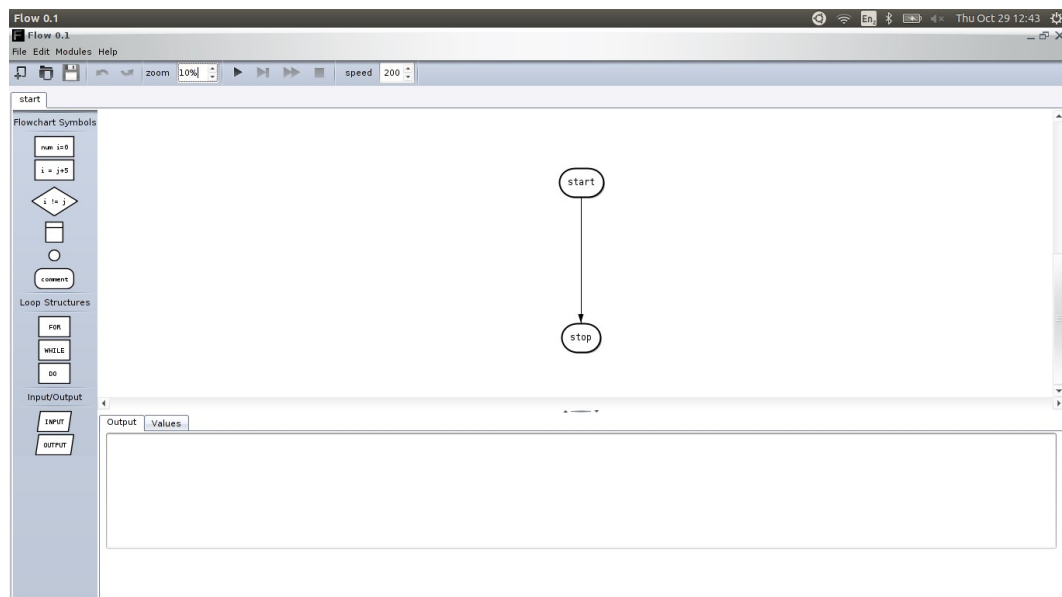 Flow 0.1
En2 Thu Oct 29 12:43
F Flow 0.1
File Edit Modules Help
zoom 10% speed 200
start
Flowchart Symbols
num i=0
i = j+5
i != j
comment
Loop Structures
FOR
WHILE
DO
Input/Output
INPUT
OUTPUT
start
stop
Output Values